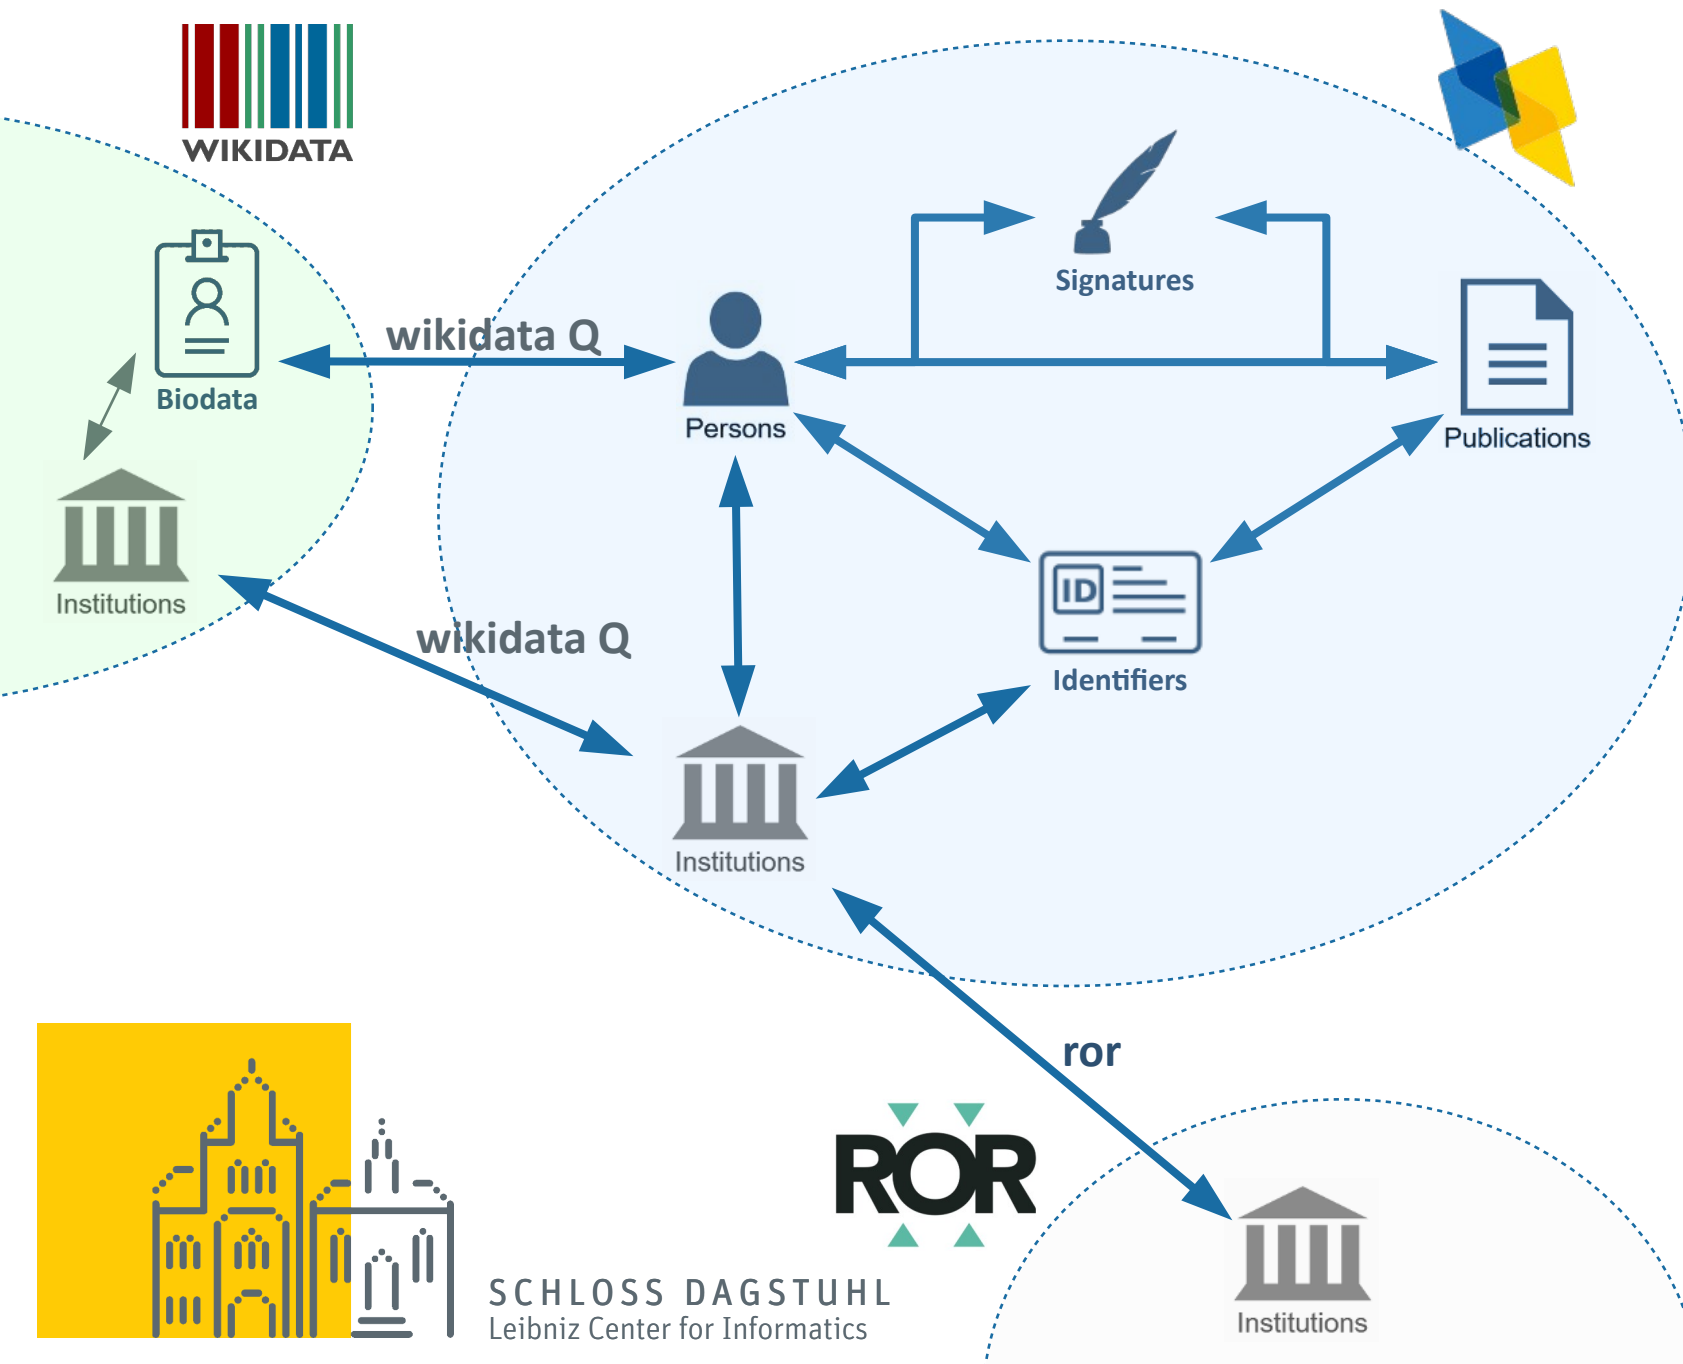 WIKIDATA
Signatures
wikidata Q
Biodata
Persons
Publications
Institutions
ID
wikidata Q
Identifiers
Institutions
ror
ROR
SCHLOSS DAGSTUHL
Leibniz Center for Informatics
Institutions